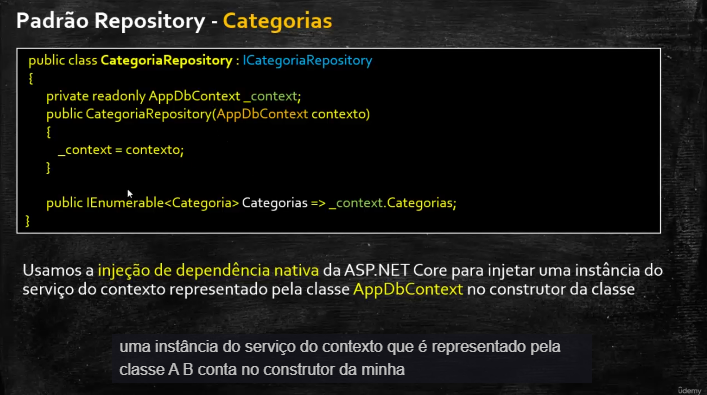 Padrão Repository - Categorias
public class CategoriaRepository : ICategoriaRepository
{
private readonly AppDbContext _context;
public CategoriaRepository(AppDbContext contexto)
{
_context = contexto;
}
public IEnumerable<Categoria> Categorias => _context.Categorias;
}
Usamos a injeção de dependência nativa da ASP.NET Core para injetar uma instância do
serviço do contexto representado pela classe AppDbContext no construtor da classe
uma instância do serviço do contexto que é representado pela
classe A B conta no construtor da minha
ûdemy